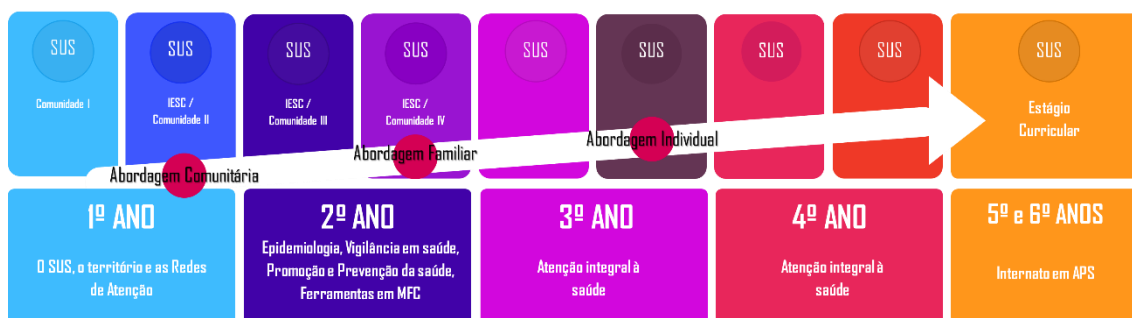 SUS
SUS
SUS
SUS
SUS
SUS
SUS
SUS
SUS
Comunidade I
IESC /
Comunidade II
IESC /
Comunidade III
IESC /
Comunidade IV
Estágio
Curricular
Abordagem Comunitária
Abordagem Familiar
Abordagem Individual
1º ANO
O SUS, o território e as Redes
de Atenção
2º ANO
Epidemiologia, Vigilância em saúde,
Promoção e Prevenção da saúde,
Ferramentas em MFC
3º ANO
Atenção integral à
saúde
4º ANO
Atenção integral à
saúde
5º e 6º ANOS
Internato em APS